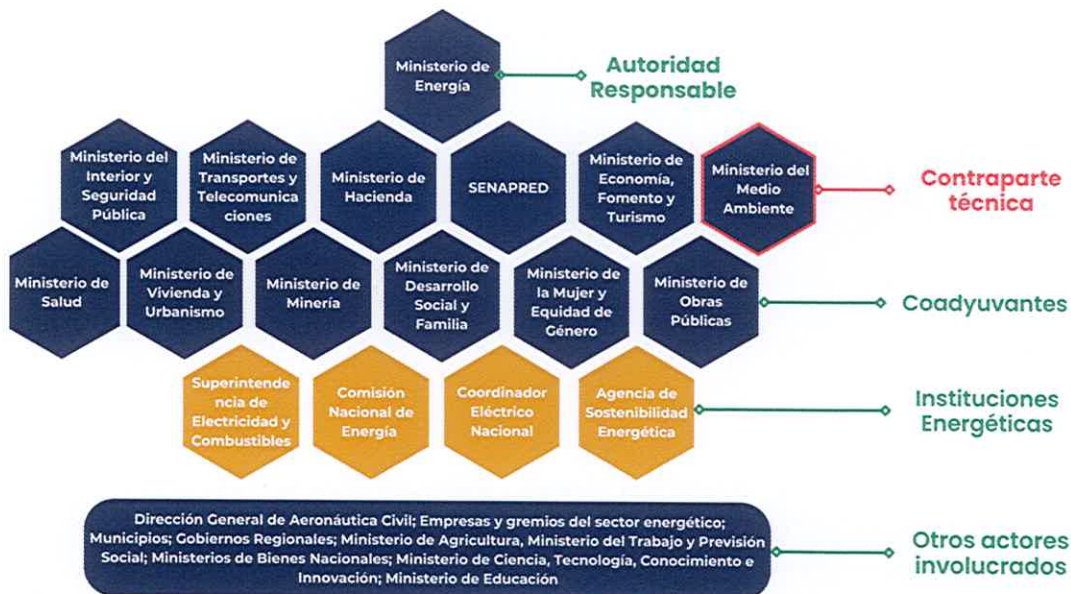 Ministerio de
Energía
Autoridad
Responsable
Ministerio del
Interior y
Seguridad
Pública
Ministerio de
Transportes y
Telecomunica
ciones
Ministerio
de Hacienda
SENAPRED
Ministerio de
Economía,
Fomento y
Turismo
Ministerio del
Medio
Ambiente
Contraparte
técnica
Ministerio de
Salud
Ministerio de
Vivienda y
Urbanismo
Ministerio de
Minería
Ministerio de
Desarrollo
Social y
Familia
Ministerio de
la Mujer y
Equidad de
Género
Ministerio de
Obras
Públicas
Coadyuvantes
Superintende
ncia de
Electricidad y
Combustibles
Comisión
Nacional de
Energía
Coordinador
Eléctrico
Nacional
Agencia de
Sostenibilidad
Energética
Instituciones
Energéticas
Dirección General de Aeronáutica Civil; Empresas y gremios del sector energético;
Municipios; Gobiernos Regionales; Ministerio de Agricultura, Ministerio del Trabajo y Previsión
Social; Ministerios de Bienes Nacionales; Ministerio de Ciencia, Tecnología, Conocimiento e
Innovación; Ministerio de Educación
Otros actores
involucrados